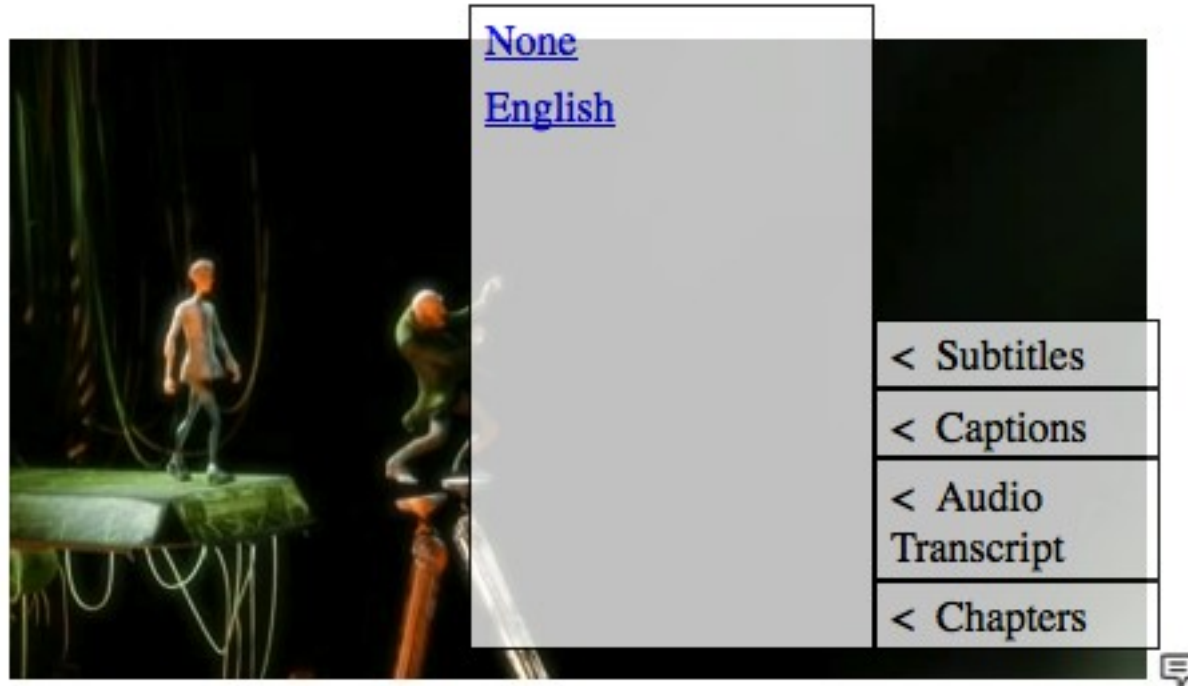 None
English
< Subtitles
< Captions
< Audio
Transcript
< Chapters